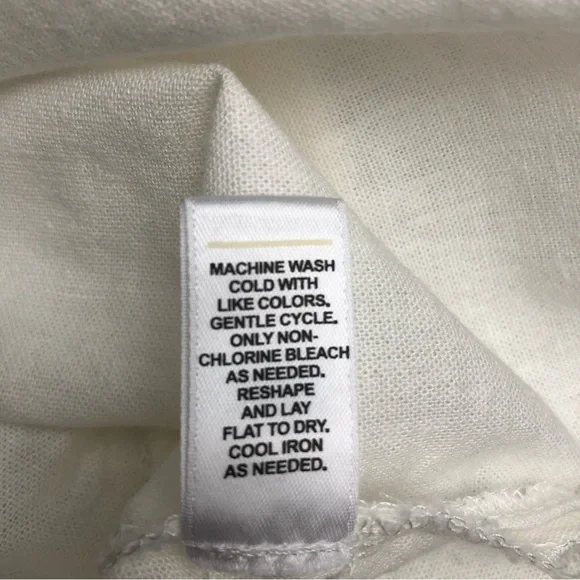 MACHINE WASH
COLD WITH
LIKE COLORS.
GENTLE CYCLE.
ONLY NON-
CHLORINE BLEACH
AS NEEDED.
RESHAPE
AND LAY
FLAT TO DRY.
COOL IRON
AS NEEDED.